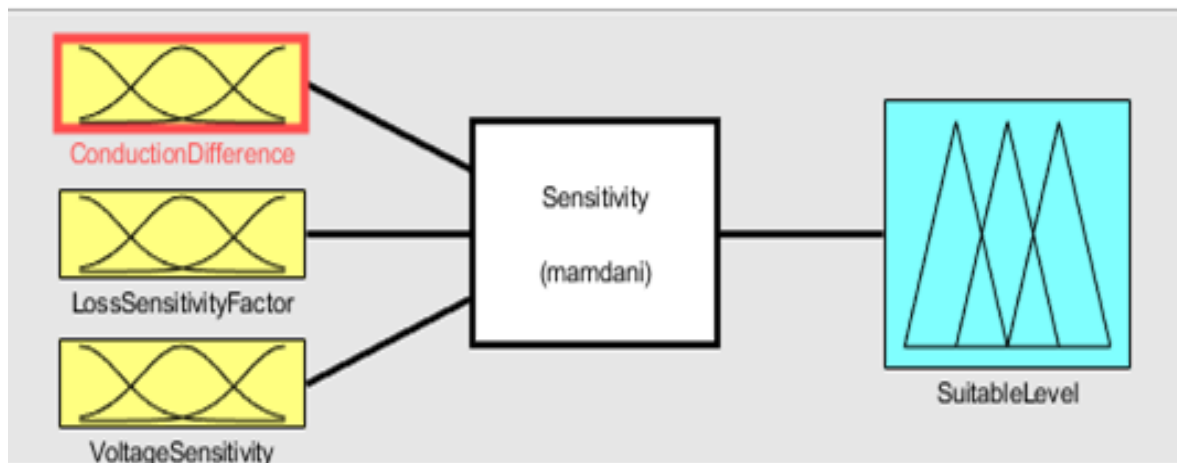 ConductionDifference
LossSensitivityFactor
VoltageSensitivity
Sensitivity
(mamdani)
SuitableLevel